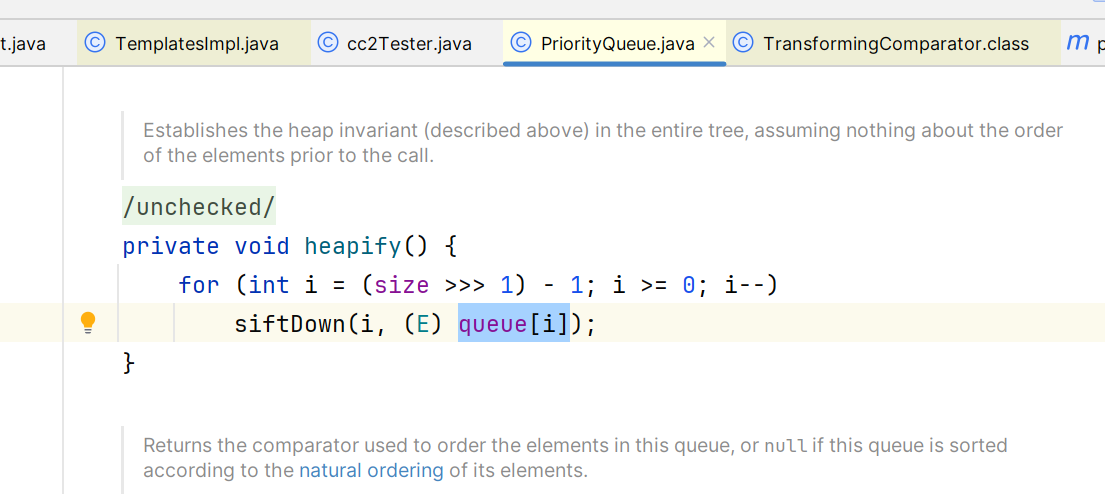 t.java TemplatesImpl.java cc2Tester.java PriorityQueue.java TransformingComparator.class m p
Establishes the heap invariant (described above) in the entire tree, assuming nothing about the order
of the elements prior to the call.
/unchecked/
private void heapify() {
for (int i = (size >>> 1) - 1; i >= 0; i--)
siftDown(i, (E) queue[i]);
}
Returns the comparator used to order the elements in this queue, or null if this queue is sorted
according to the natural ordering of its elements.